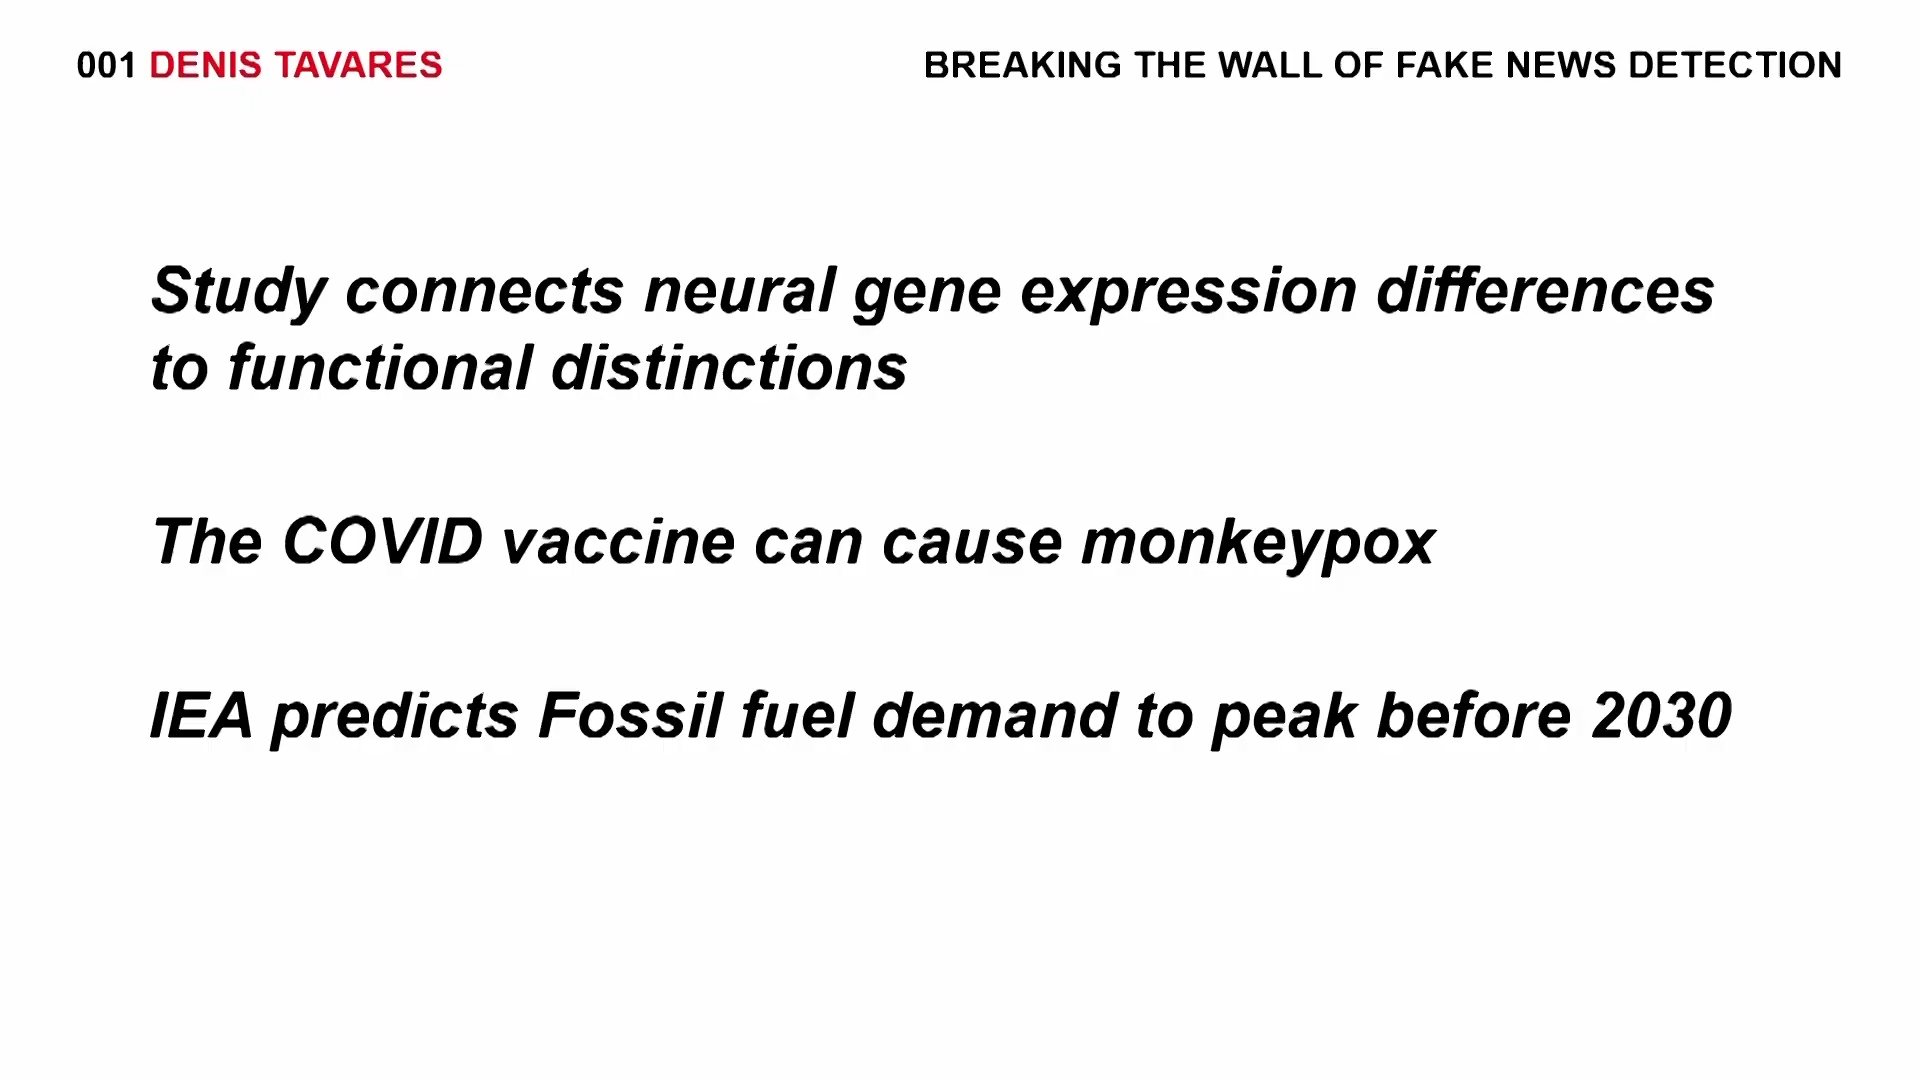 001 DENIS TAVARES
BREAKING THE WALL OF FAKE NEWS DETECTION
Study connects neural gene expression differences
to functional distinctions
The COVID vaccine can cause monkeypox
IEA predicts Fossil fuel demand to peak before 2030